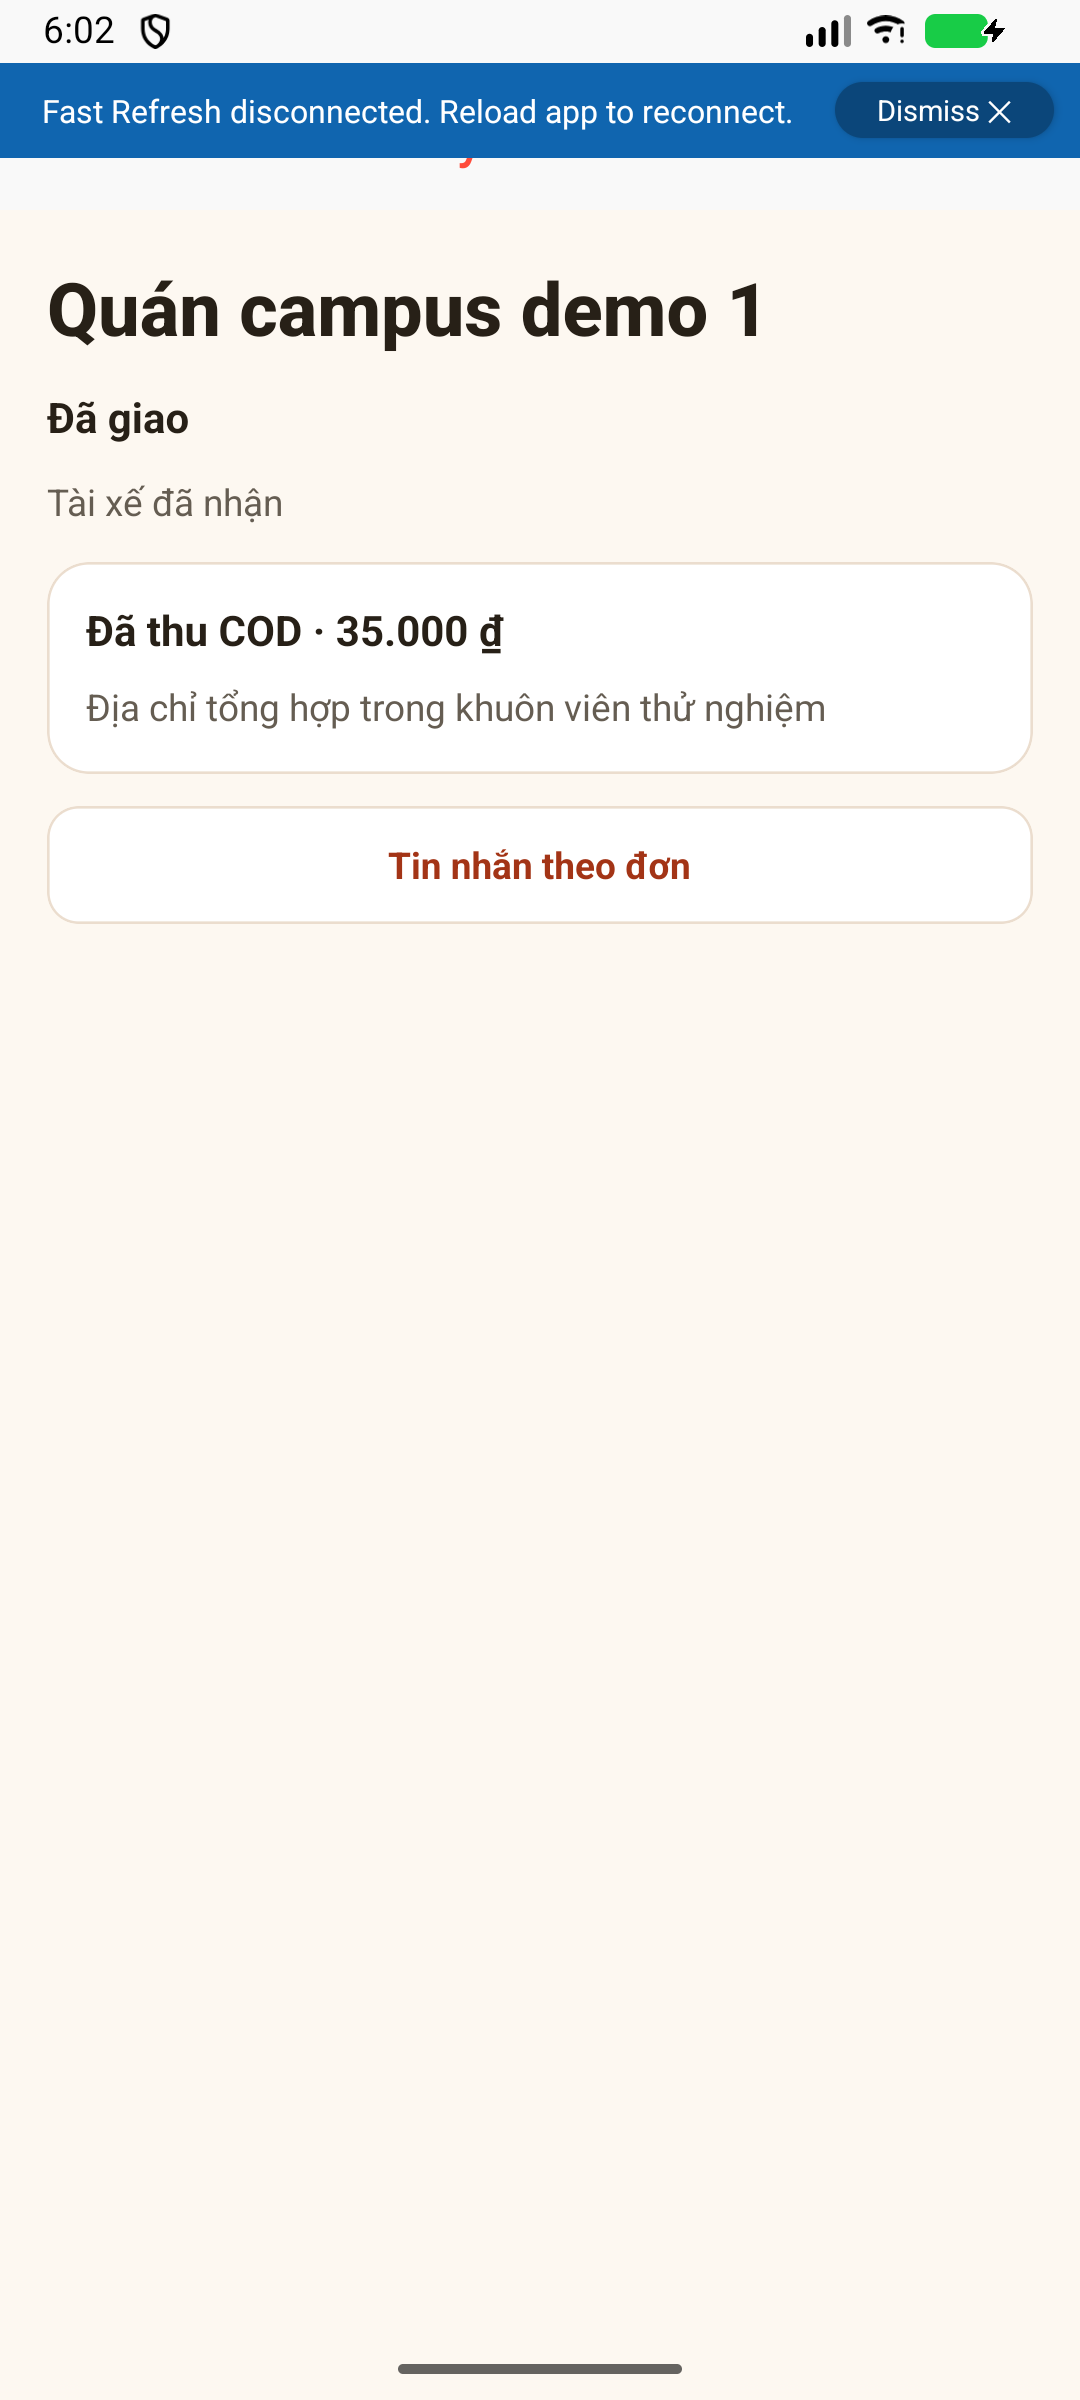 6:02
Fast Refresh disconnected. Reload app to reconnect.
Dismiss
Quán campus demo 1
Đã giao
Tài xế đã nhận
Đã thu COD · 35.000 ₫
Địa chỉ tổng hợp trong khuôn viên thử nghiệm
Tin nhắn theo đơn